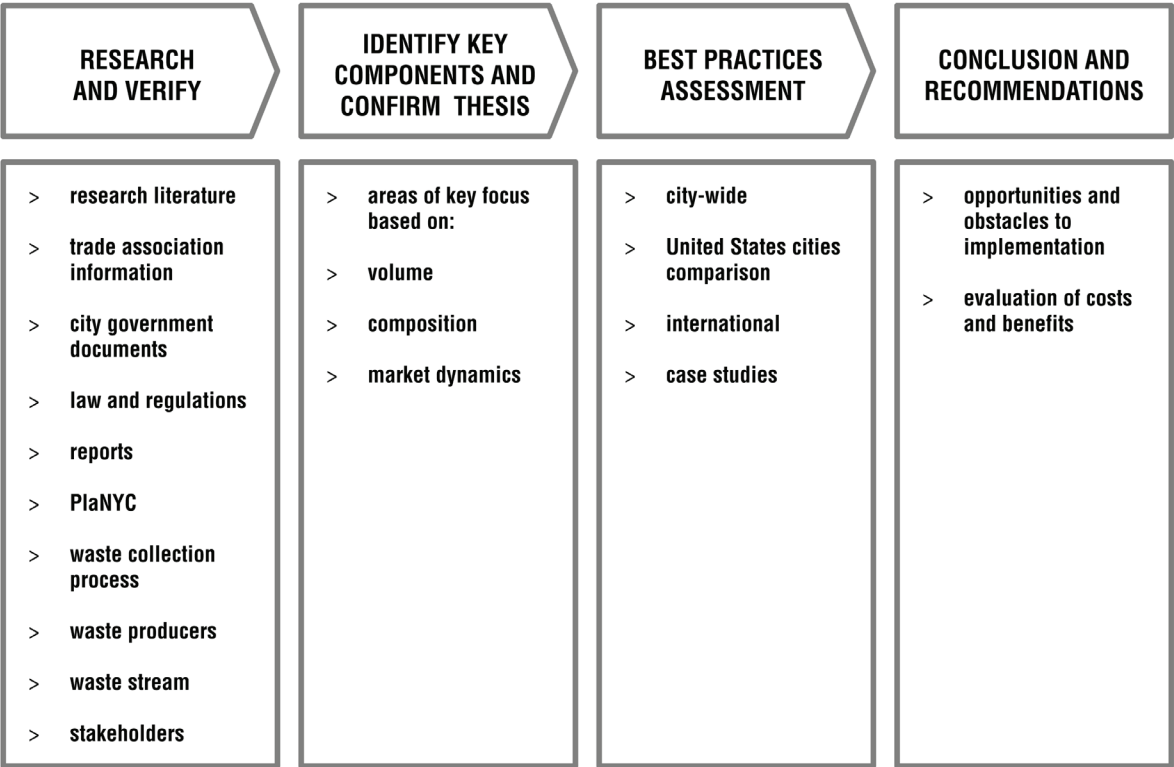 RESEARCH
AND VERIFY
IDENTIFY KEY
COMPONENTS AND
CONFIRM THESIS
BEST PRACTICES
ASSESSMENT
CONCLUSION AND
RECOMMENDATIONS
> research literature
> trade association
information
> city government
documents
> law and regulations
> reports
> PlaNYC
> waste collection
process
> waste producers
> waste stream
> stakeholders
> areas of key focus
based on:
> volume
> composition
> market dynamics
> city-wide
> United States cities
comparison
> international
> case studies
> opportunities and
obstacles to
implementation
> evaluation of costs
and benefits